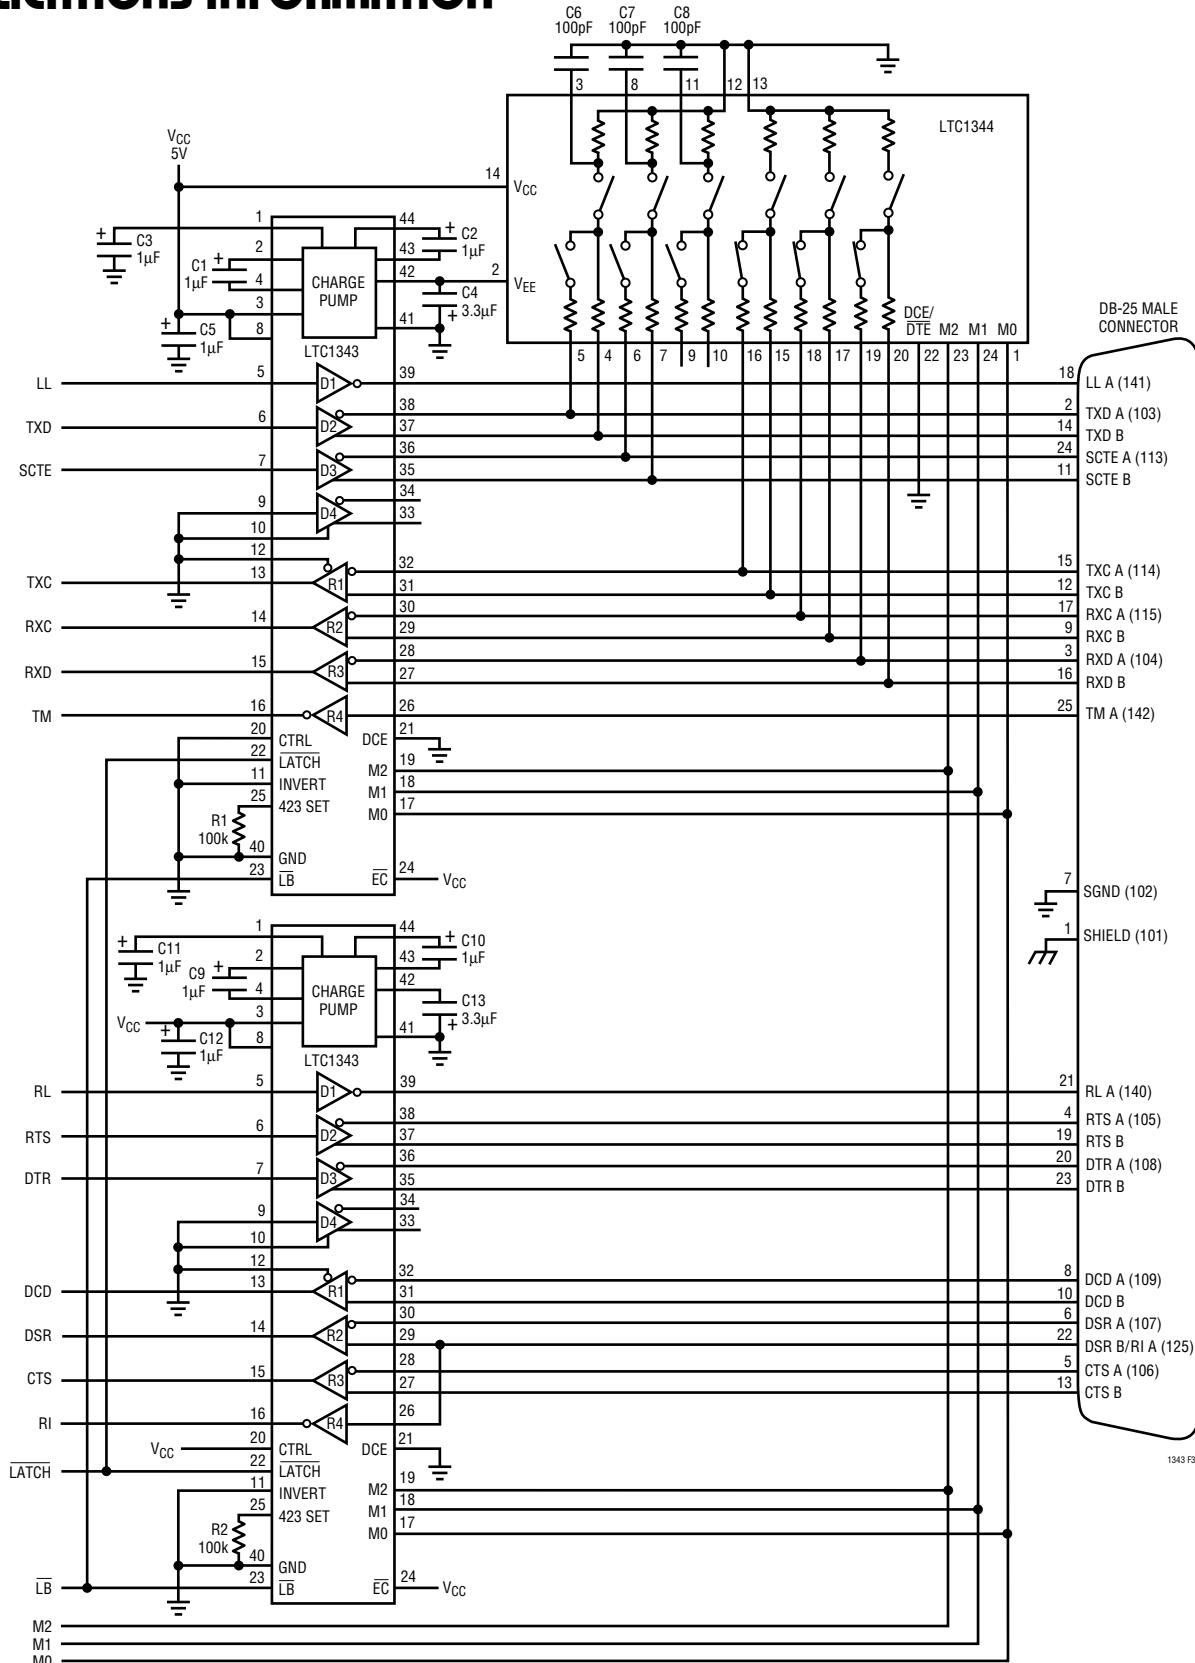 C6 C7 C8
100pF 100pF 100pF
3 8 11 12 13
LTC1344
VCC
5V
14 VCC
1 44
+ C3 1µF
2 43
+ C1 1µF
+ C2 1µF
4 42
2 VEE
CHARGE PUMP
C4 + 3.3µF
3 41
8
+ C5 1µF
LTC1343
DCE/DTE M2 M1 M0
5 4 6 7 9 10 16 15 18 17 19 20 22 23 24 1
DB-25 MALE
CONNECTOR
LL 5 D1 39 18 LL A (141)
38 2 TXD A (103)
TXD 6 D2 37 14 TXD B
36 24 SCTE A (113)
SCTE 7 D3 35 11 SCTE B
9 D4 34
10 33
12 32 15 TXC A (114)
TXC 13 R1 31 12 TXC B
30 17 RXC A (115)
RXC 14 R2 29 9 RXC B
28 3 RXD A (104)
RXD 15 R3 27 16 RXD B
TM 16 R4 26 25 TM A (142)
20 CTRL DCE 21
22 LATCH
11 INVERT M2 19
25 423 SET M1 18
R1 100k M0 17
40 GND
23 LB EC 24 VCC
7 SGND (102)
1 SHIELD (101)
1 44
+ C11 1µF
2 43
+ C9 1µF
+ C10 1µF
4 42
CHARGE PUMP
C13 + 3.3µF
VCC 3 41
8
+ C12 1µF
LTC1343
RL 5 D1 39 21 RL A (140)
38 4 RTS A (105)
RTS 6 D2 37 19 RTS B
36 20 DTR A (108)
DTR 7 D3 35 23 DTR B
9 D4 34
10 33
12 32 8 DCD A (109)
DCD 13 R1 31 10 DCD B
30 6 DSR A (107)
DSR 14 R2 29 22 DSR B/RI A (125)
28 5 CTS A (106)
CTS 15 R3 27 13 CTS B
RI 16 R4 26
VCC 20 CTRL DCE 21
LATCH 22 LATCH
11 INVERT M2 19
25 423 SET M1 18
R2 100k M0 17
40 GND
LB 23 LB EC 24 VCC
1343 F3
M2
M1
M0